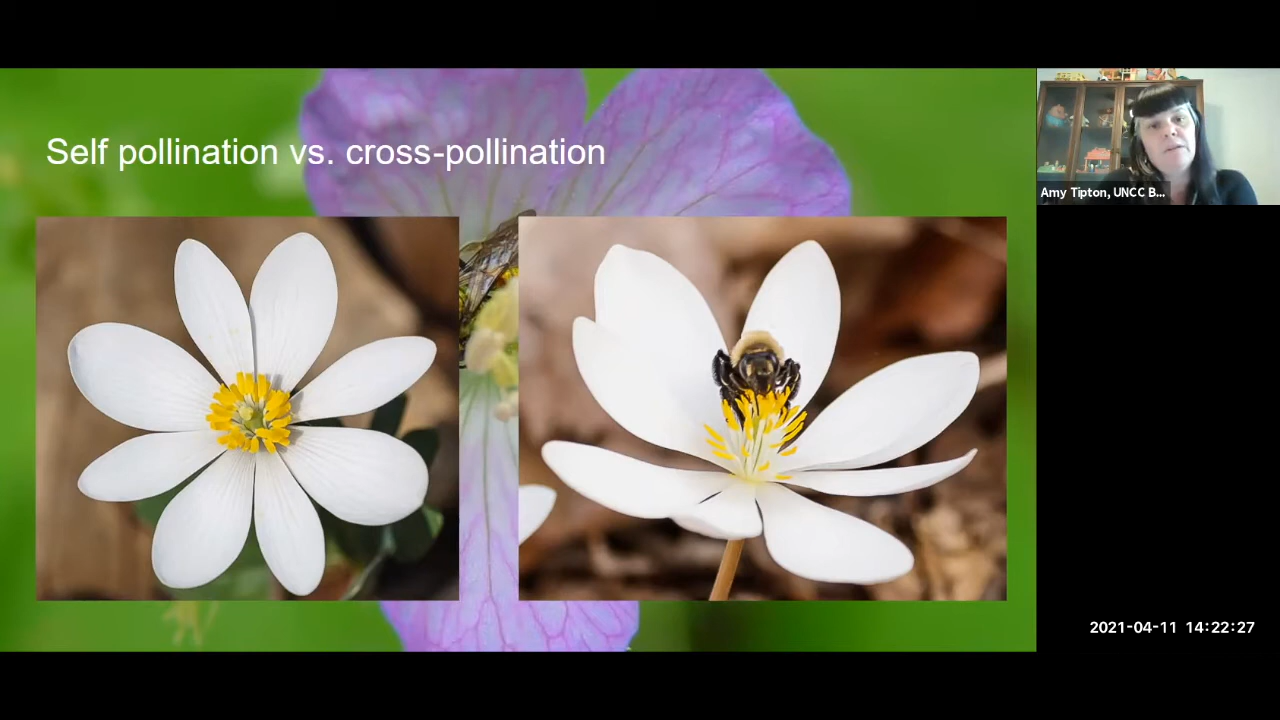 Self pollination vs. cross-pollination
Amy Tipton, UNCC B...
2021-04-11 14:22:27